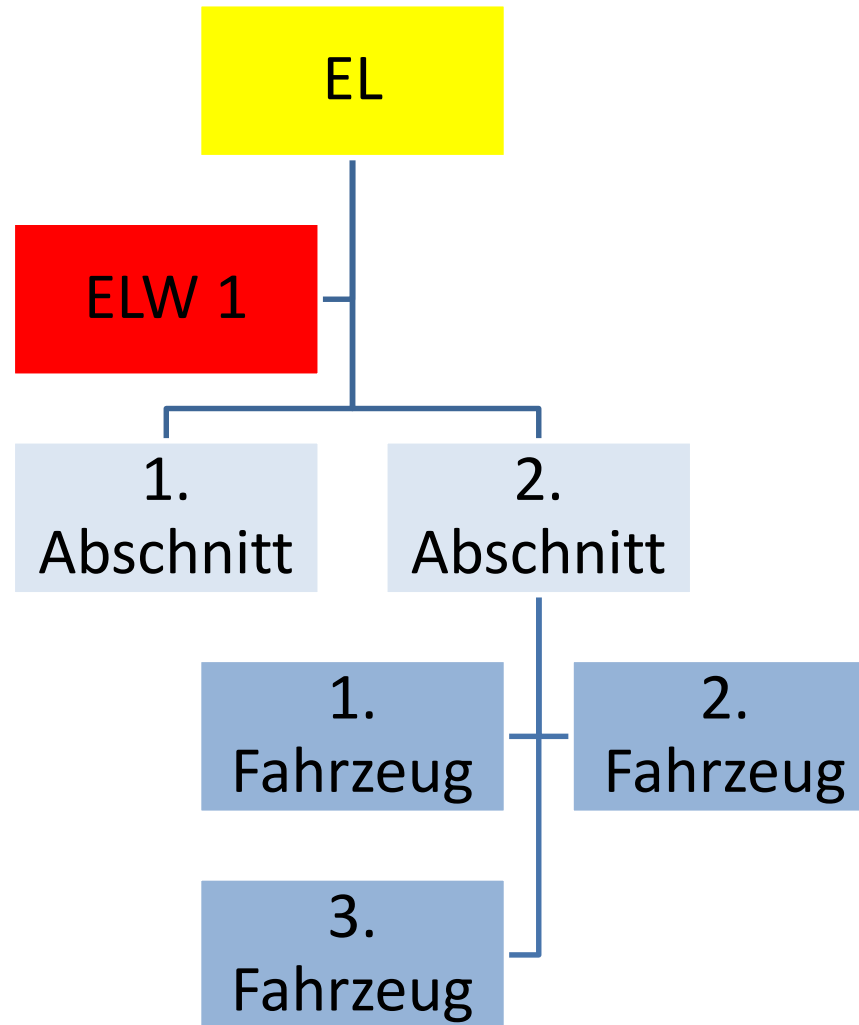 EL
ELW 1
1.
Abschnitt
2.
Abschnitt
1.
Fahrzeug
2.
Fahrzeug
3.
Fahrzeug